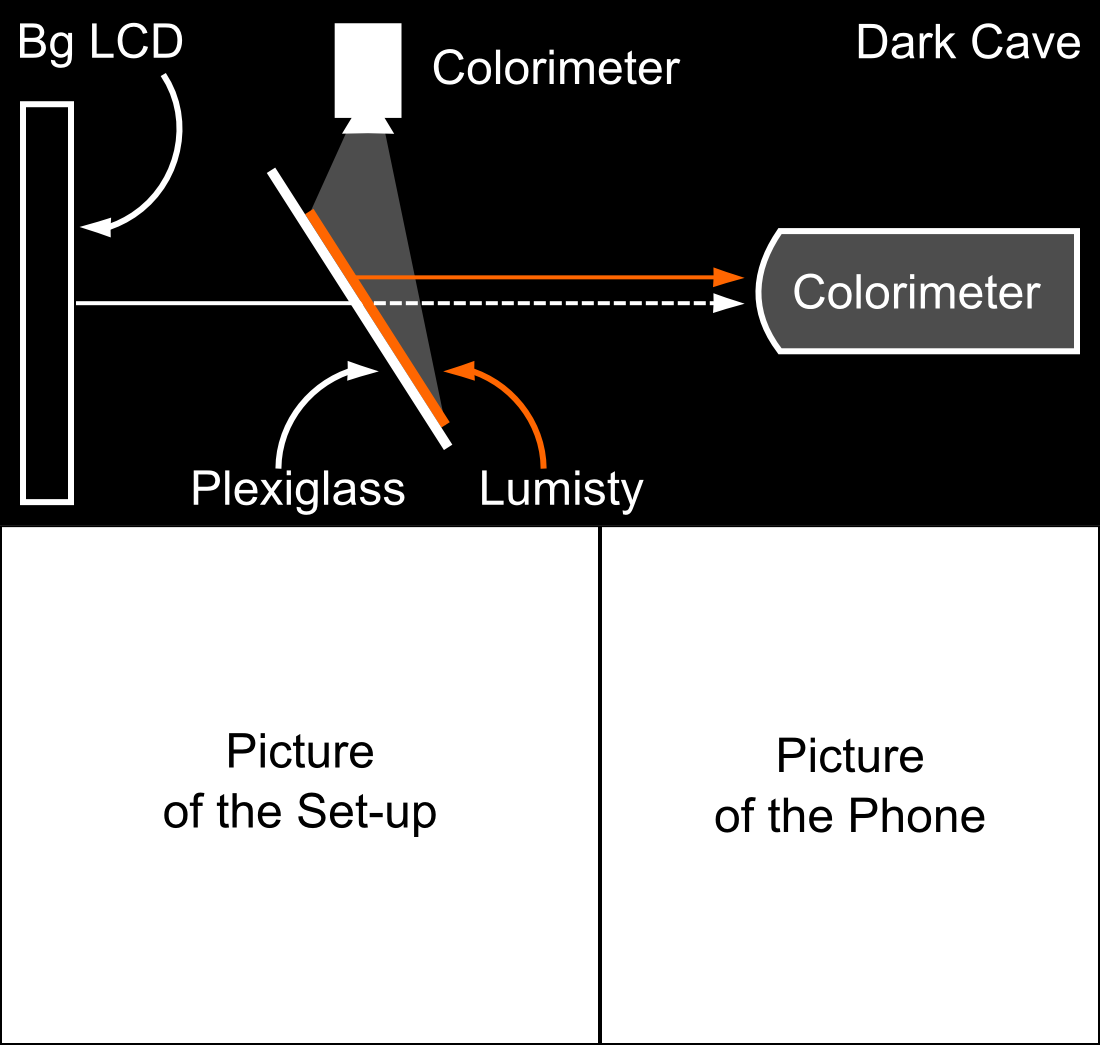 Bg LCD
Colorimeter
Dark Cave
Colorimeter
Plexiglass
Lumisty
Picture
of the Set-up
Picture
of the Phone